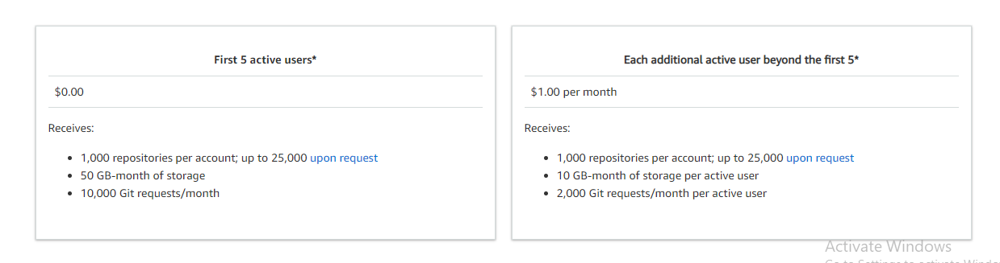 First 5 active users*
$0.00
Receives:
1,000 repositories per account; up to 25,000 upon request
50 GB-month of storage
10,000 Git requests/month
Each additional active user beyond the first 5*
$1.00 per month
Receives:
1,000 repositories per account; up to 25,000 upon request
10 GB-month of storage per active user
2,000 Git requests/month per active user
Activate Windows